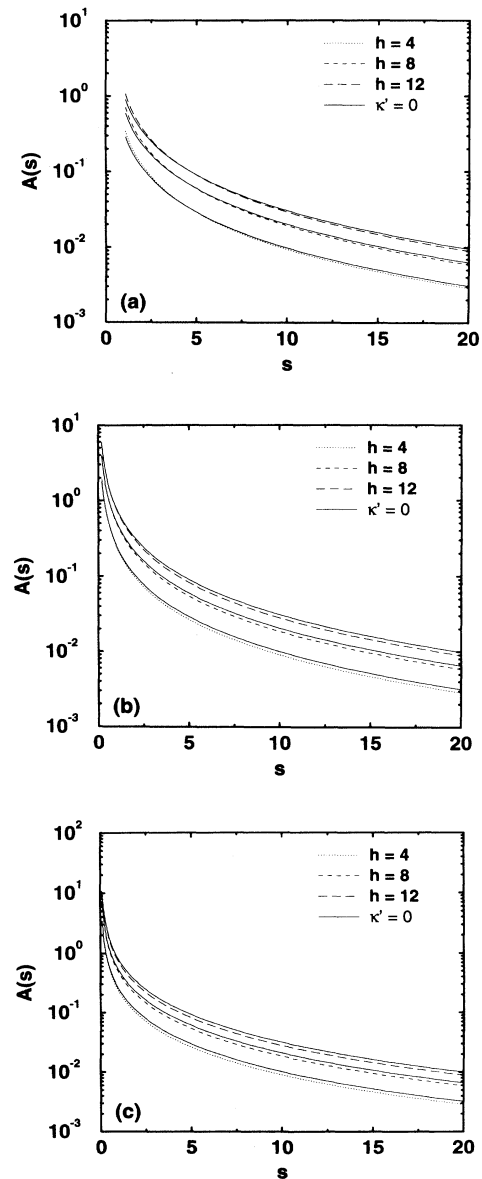 10^1
h = 4
h = 8
h = 12
κ' = 0
10^0
10^-1
10^-2
10^-3
A(s)
(a)
0 5 10 15 20
s
10^1
h = 4
h = 8
h = 12
κ' = 0
10^0
10^-1
10^-2
10^-3
A(s)
(b)
0 5 10 15 20
s
10^2
h = 4
h = 8
h = 12
κ' = 0
10^1
10^0
10^-1
10^-2
10^-3
A(s)
(c)
0 5 10 15 20
s